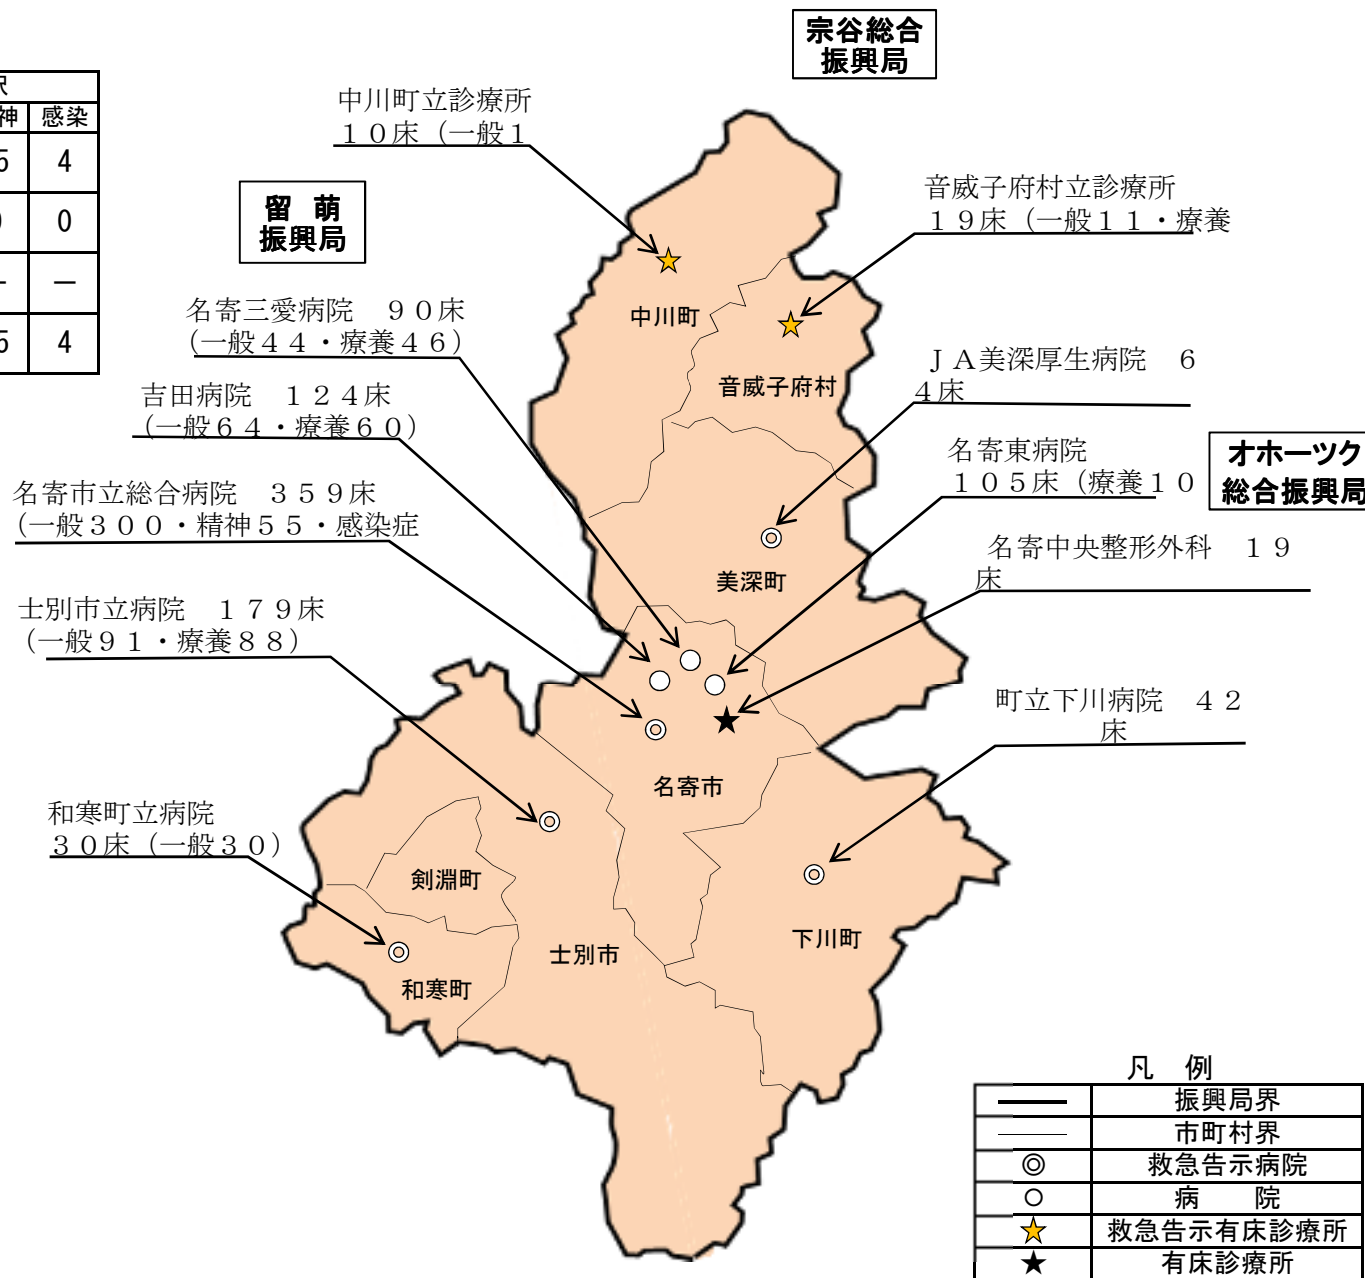 宗谷総合
振興局
訳
神 感染
5 4
0 0
- －
5 4
中川町立診療所
１０床（一般１
留 萌
振興局
音威子府村立診療所
１９床（一般１１・療養
名寄三愛病院　９０床
（一般４４・療養４６）
吉田病院　１２４床
（一般６４・療養６０）
ＪＡ美深厚生病院　６
４床
名寄東病院
１０５床（療養１０
オホーツク
総合振興局
名寄市立総合病院　３５９床
（一般３００・精神５５・感染症
名寄中央整形外科　１９
床
士別市立病院　１７９床
（一般９１・療養８８）
町立下川病院　４２
床
和寒町立病院
３０床（一般３０）
中川町
音威子府村
美深町
名寄市
剣淵町
下川町
士別市
和寒町
凡　例
振興局界
市町村界
◎ 救急告示病院
○ 病　　院
☆ 救急告示有床診療所
★ 有床診療所